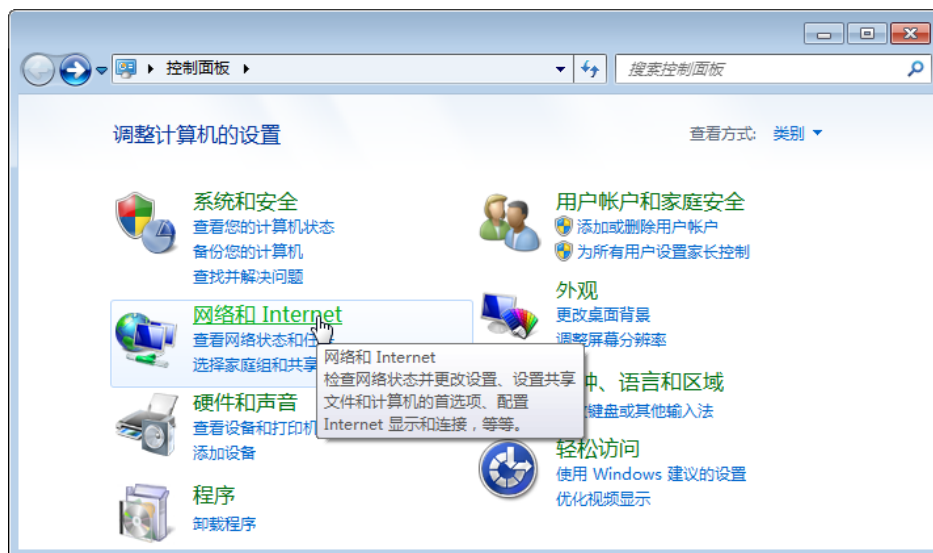 控制面板
搜索控制面板
调整计算机的设置
查看方式: 类别
系统和安全
查看您的计算机状态
备份您的计算机
查找并解决问题
网络和 Internet
查看网络状态和任
选择家庭组和共享
网络和 Internet
检查网络状态并更改设置、设置共享
文件和计算机的首选项、配置
Internet 显示和连接，等等。
硬件和声音
查看设备和打印机
添加设备
程序
卸载程序
用户帐户和家庭安全
添加或删除用户帐户
为所有用户设置家长控制
外观
更改桌面背景
调整屏幕分辨率
钟、语言和区域
键盘或其他输入法
轻松访问
使用 Windows 建议的设置
优化视频显示